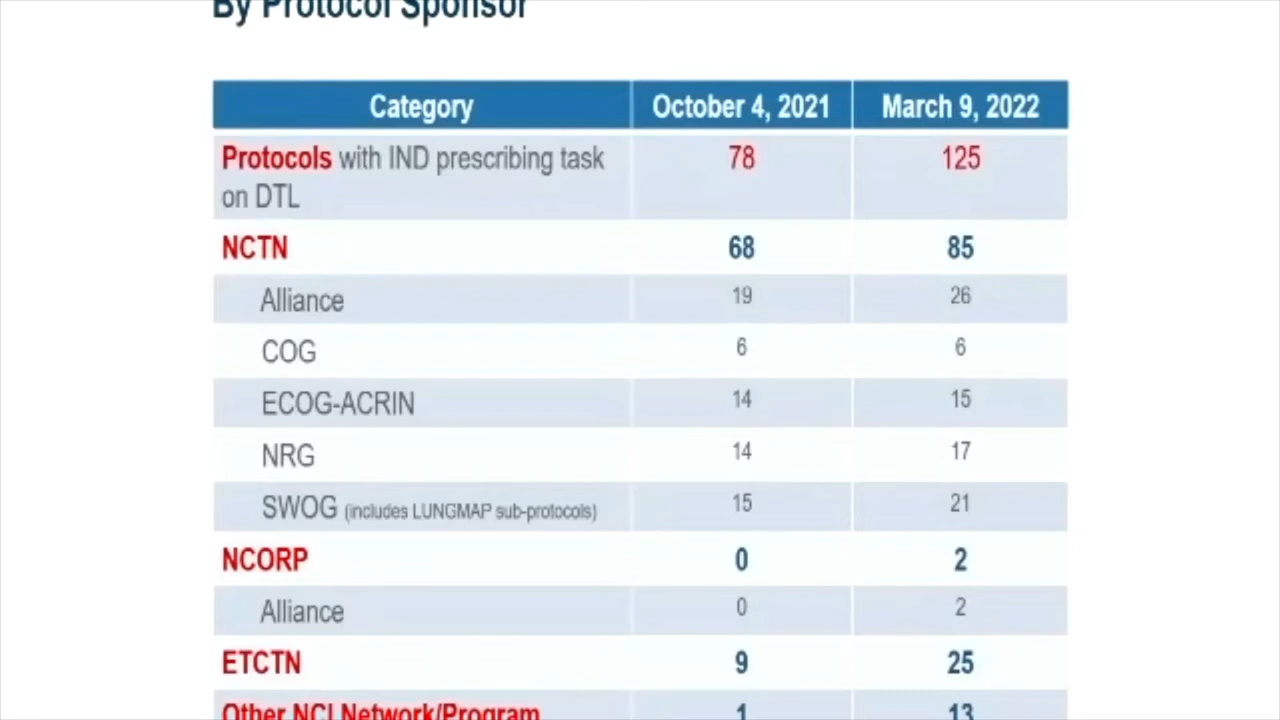 By Protocol Sponsor
Category October 4, 2021 March 9, 2022
Protocols with IND prescribing task 78 125
on DTL
NCTN 68 85
Alliance 19 26
COG 6 6
ECOG-ACRIN 14 15
NRG 14 17
SWOG (includes LUNGMAP sub-protocols) 15 21
NCORP 0 2
Alliance 0 2
ETCTN 9 25
Other NCI Network/Program 1 13